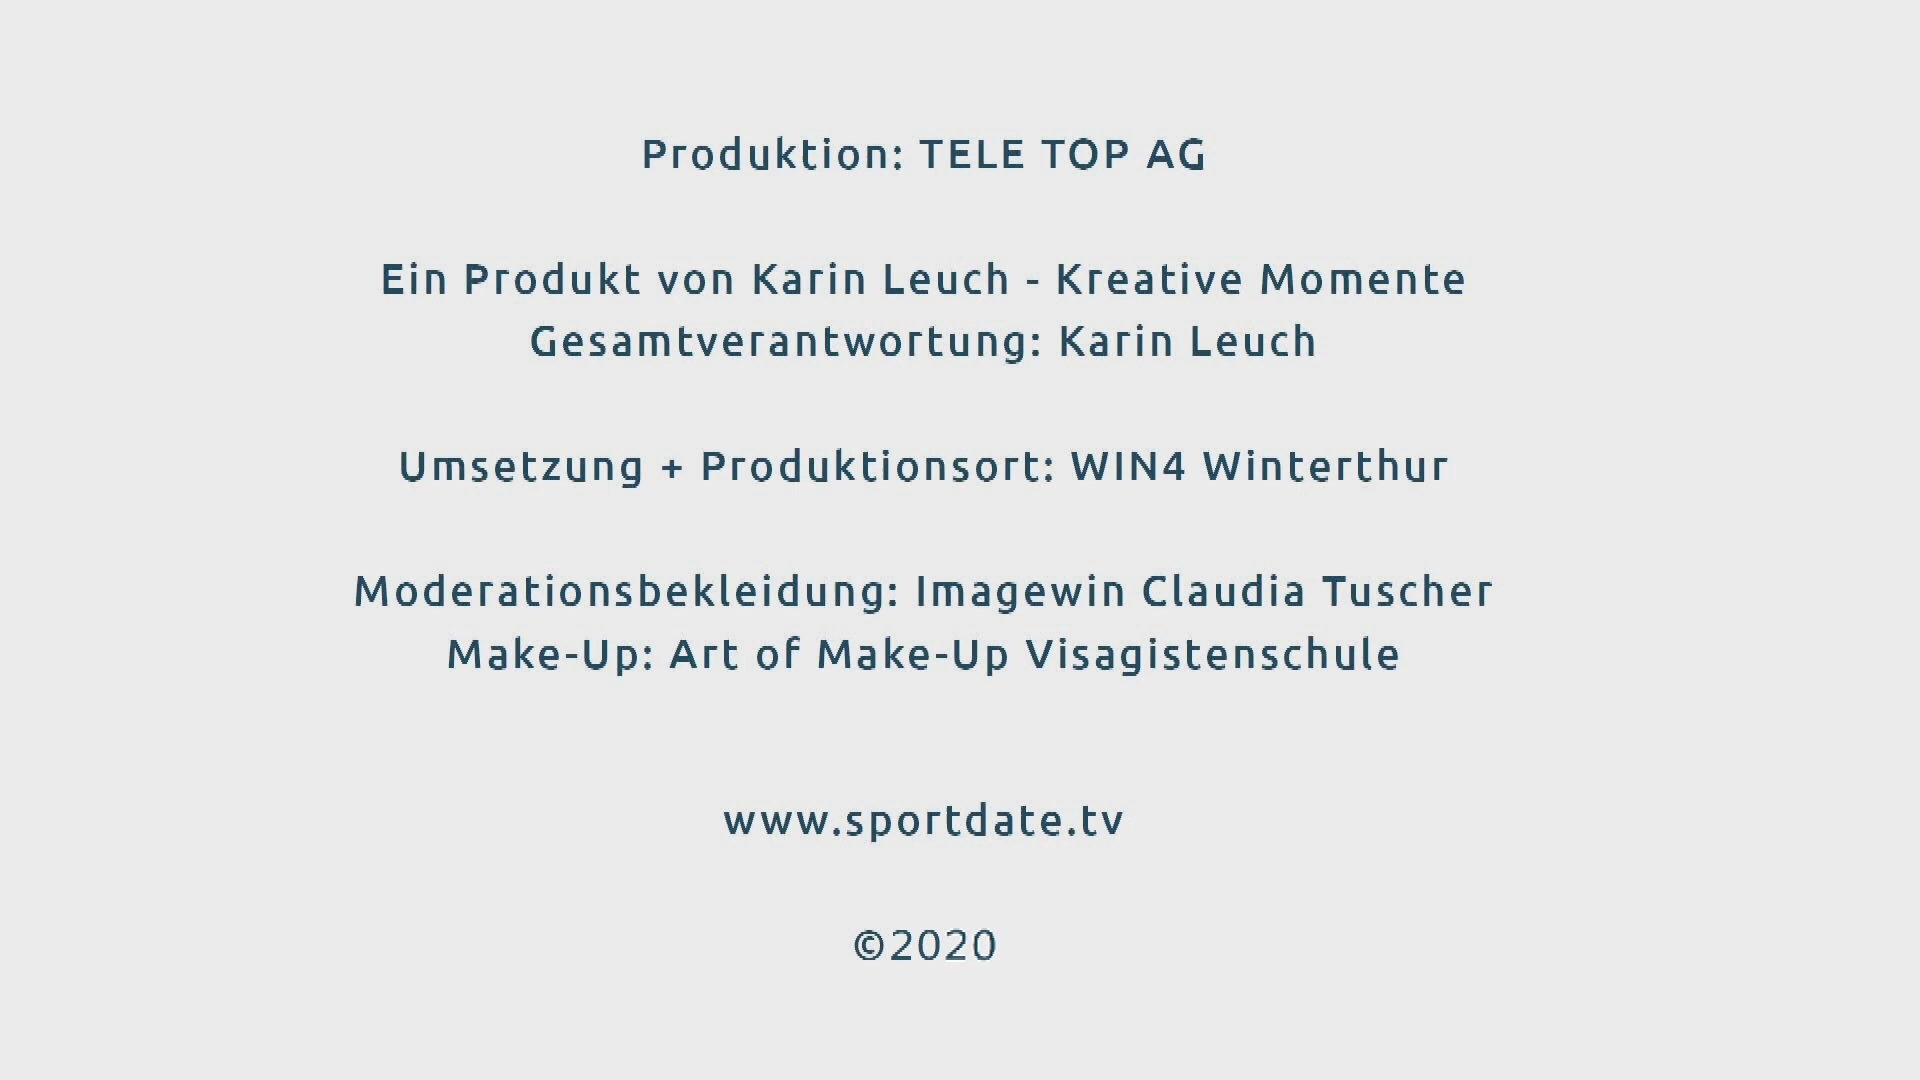 Produktion: TELE TOP AG
Ein Produkt von Karin Leuch - Kreative Momente
Gesamtverantwortung: Karin Leuch
Umsetzung + Produktionsort: WIN4 Winterthur
Moderationsbekleidung: Imagewin Claudia Tuscher
Make-Up: Art of Make-Up Visagistenschule
www.sportdate.tv
©2020